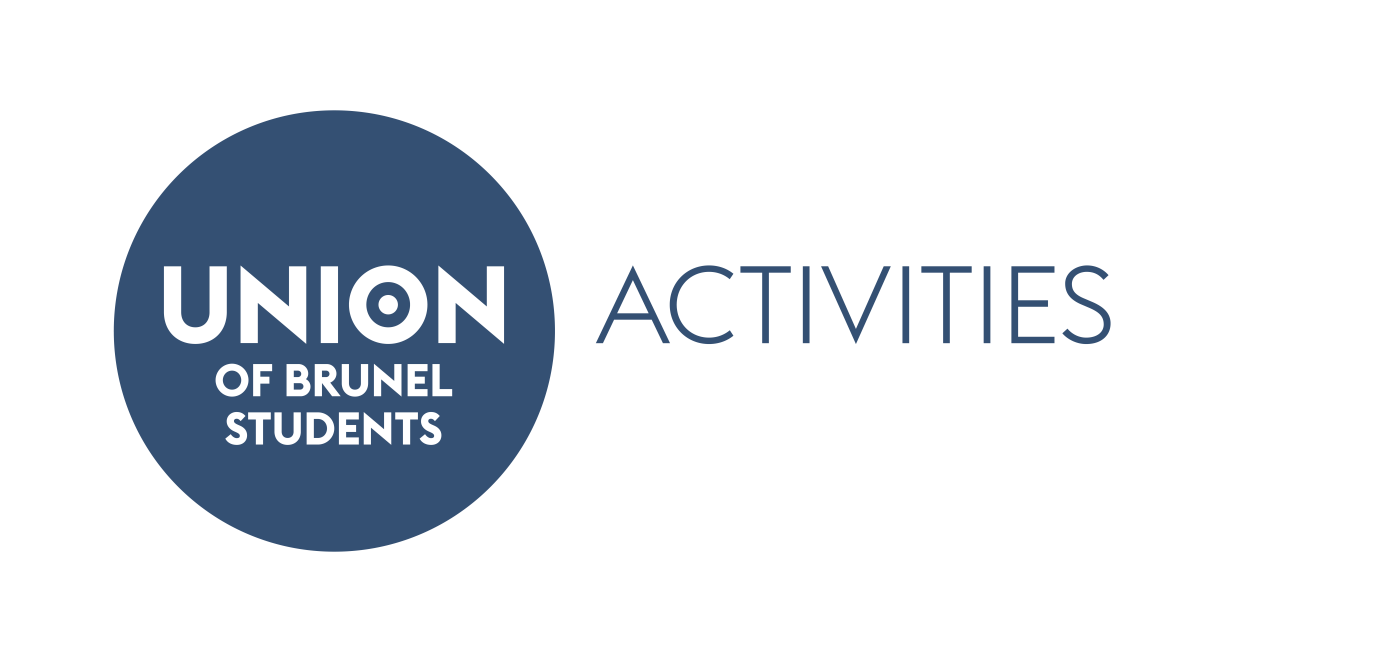 UNION
OF BRUNEL
STUDENTS
ACTIVITIES